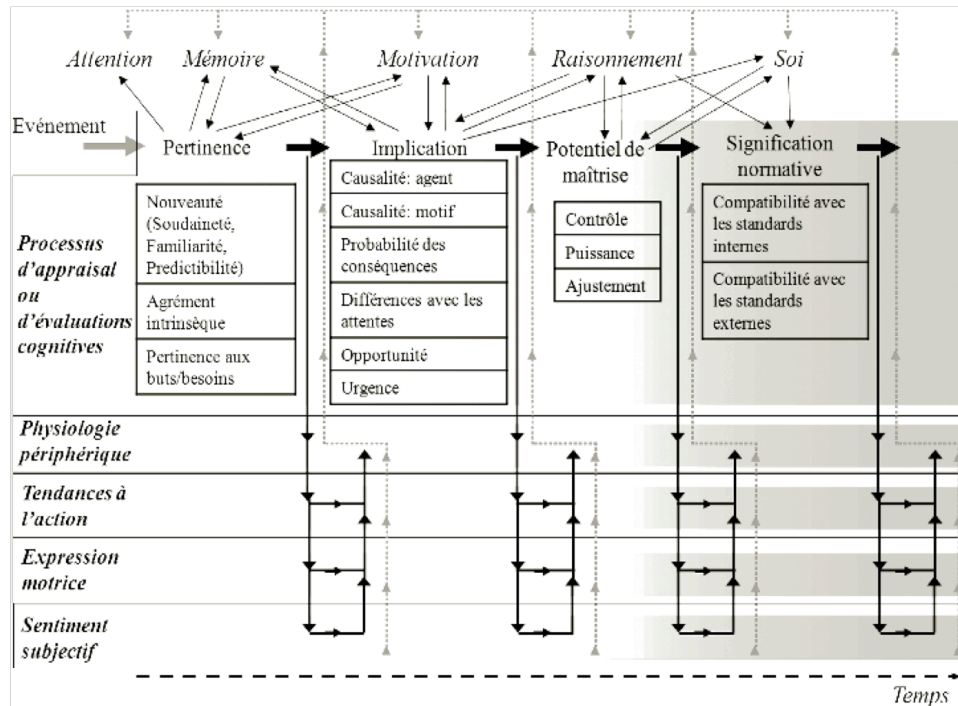 Attention Mémoire Motivation Raisonnement Soi
Evénement
Pertinence Implication Potentiel de
maîtrise
Signification
normative
Processus
d'appraisal
ou
d'évaluations
cognitives
Nouveauté
(Soudaineté,
Familiarité,
Predictibilité)
Agrément
intrinsèque
Pertinence aux
buts/besoins
Causalité: agent
Causalité: motif
Probabilité des
conséquences
Différences avec les
attentes
Opportunité
Urgence
Contrôle
Puissance
Ajustement
Compatibilité avec
les standards
internes
Compatibilité avec
les standards
externes
Physiologie
périphérique
Tendances à
l'action
Expression
motrice
Sentiment
subjectif
Temps